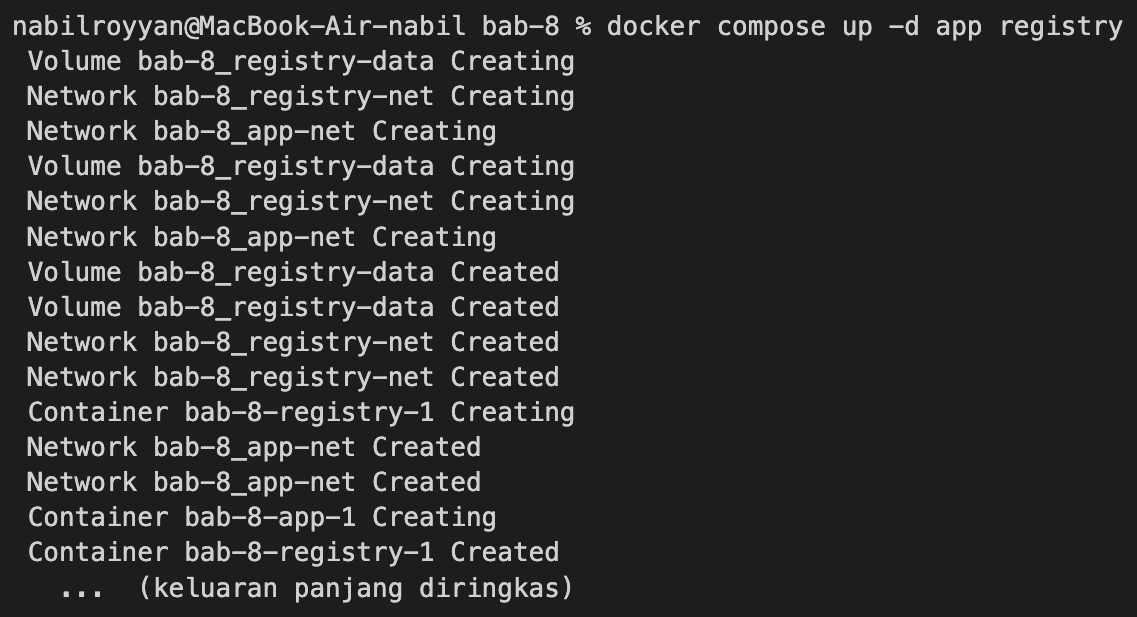 nabilroyyan@MacBook-Air-nabil bab-8 % docker compose up -d app registry
Volume bab-8_registry-data Creating
Network bab-8_registry-net Creating
Network bab-8_app-net Creating
Volume bab-8_registry-data Creating
Network bab-8_registry-net Creating
Network bab-8_app-net Creating
Volume bab-8_registry-data Created
Volume bab-8_registry-data Created
Network bab-8_registry-net Created
Network bab-8_registry-net Created
Container bab-8-registry-1 Creating
Network bab-8_app-net Created
Network bab-8_app-net Created
Container bab-8-app-1 Creating
Container bab-8-registry-1 Created
... (keluaran panjang diringkas)